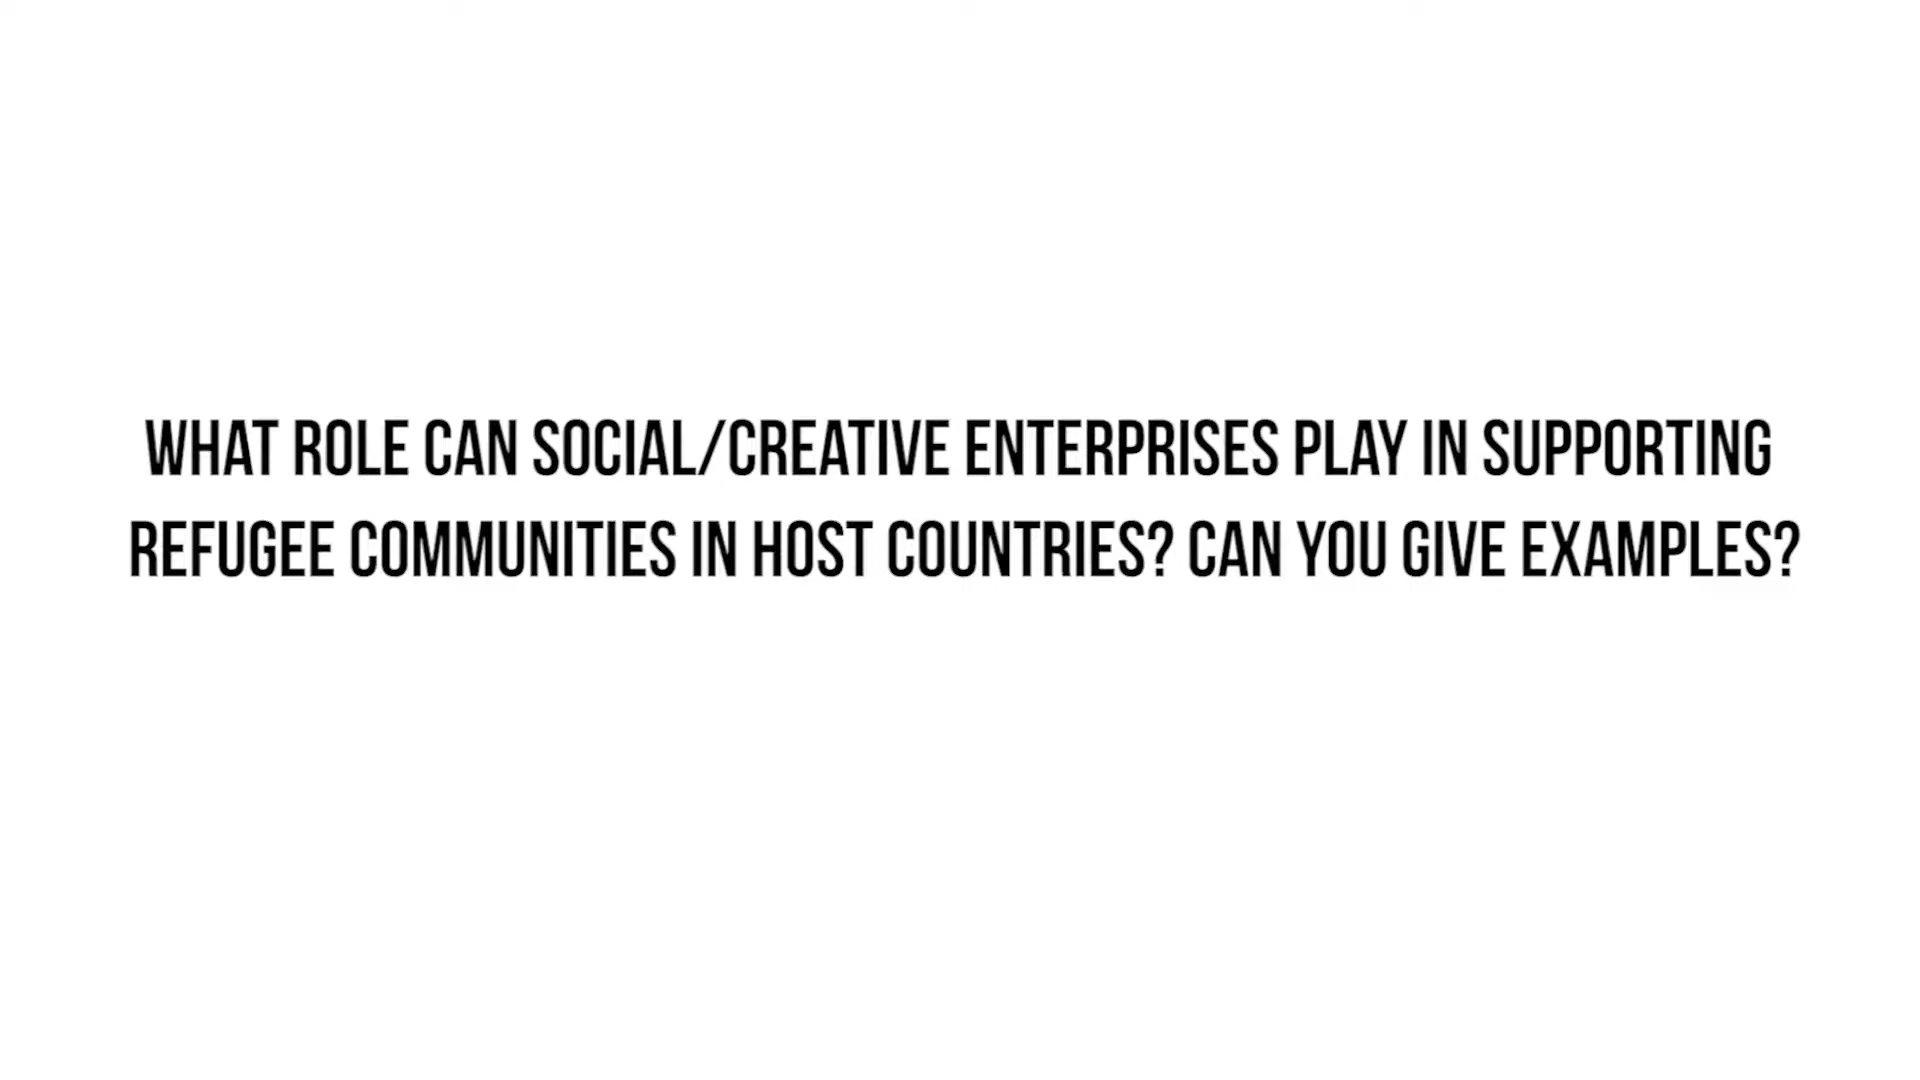 WHAT ROLE CAN SOCIAL/CREATIVE ENTERPRISES PLAY IN SUPPORTING
REFUGEE COMMUNITIES IN HOST COUNTRIES? CAN YOU GIVE EXAMPLES?